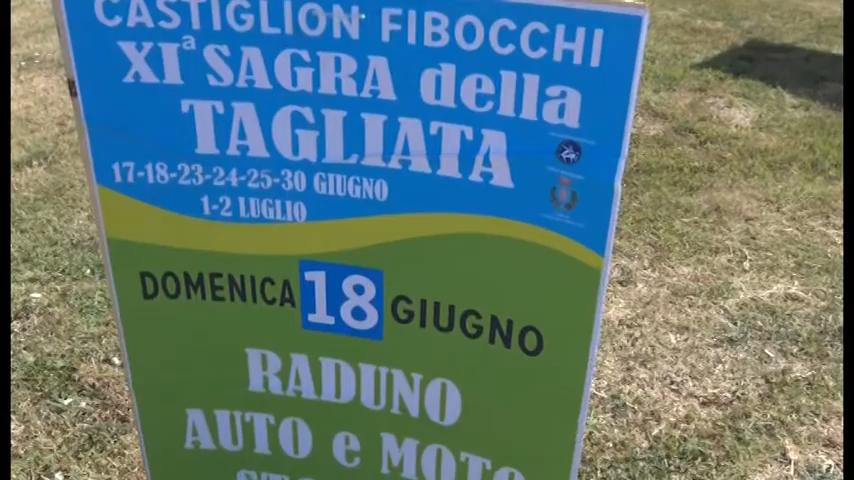 CASTIGLION FIBOCCHI
XIª SAGRA della
TAGLIATA
17-18-23-24-25-30 GIUGNO
1-2 LUGLIO
DOMENICA 18 GIUGNO
RADUNO
AUTO e MOTO